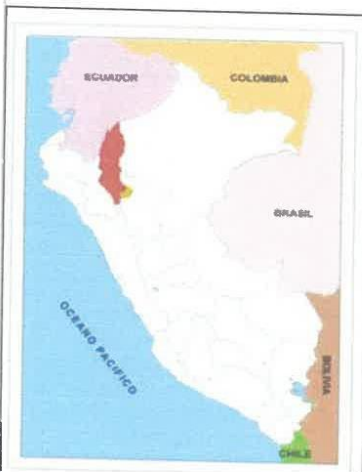 ECUADOR
COLOMBIA
BRASIL
OCEANO PACIFICO
BOLIVIA
CHILE